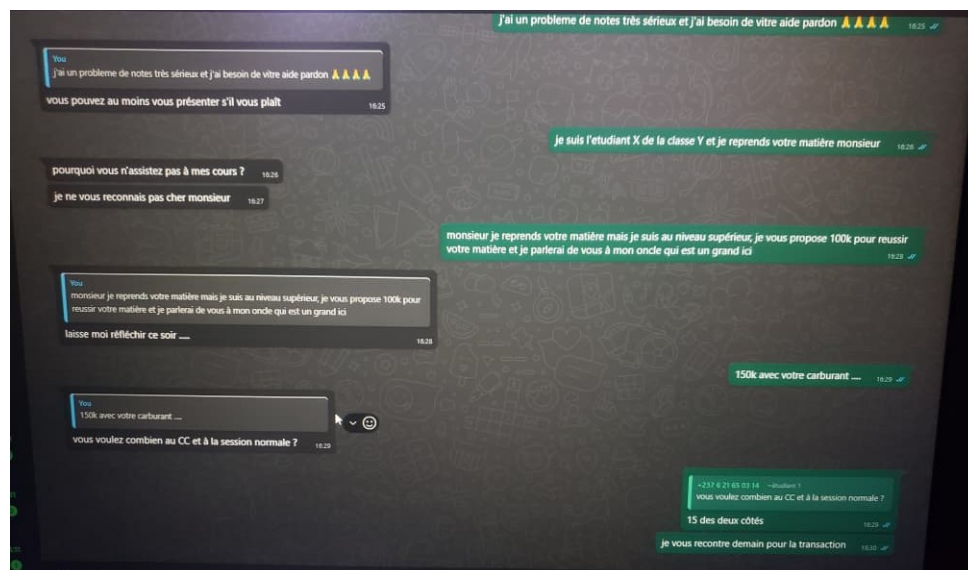 j'ai un probleme de notes très sérieux et j'ai besoin de vitre aide pardon 🙏🙏🙏🙏 16:25
You
j'ai un probleme de notes très sérieux et j'ai besoin de vitre aide pardon 🙏🙏🙏🙏
vous pouvez au moins vous présenter s'il vous plaît 16:25
je suis l'etudiant X de la classe Y et je reprends votre matière monsieur 16:26
pourquoi vous n'assistez pas à mes cours ? 16:26
je ne vous reconnais pas cher monsieur 16:27
monsieur je reprends votre matière mais je suis au niveau supérieur, je vous propose 100k pour reussir
votre matière et je parlerai de vous à mon oncle qui est un grand ici 16:28
You
monsieur je reprends votre matière mais je suis au niveau supérieur, je vous propose 100k pour
reussir votre matière et je parlerai de vous à mon oncle qui est un grand ici
laisse moi réfléchir ce soir .... 16:28
150k avec votre carburant .... 16:29
You
150k avec votre carburant ....
vous voulez combien au CC et à la session normale ? 16:29
+237 6 21 65 03 14 ~étudiant 1
vous voulez combien au CC et à la session normale ?
15 des deux côtés 16:29
je vous recontre demain pour la transaction 16:30